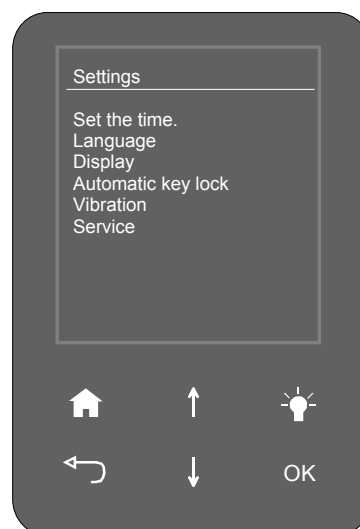 Settings
Set the time.
Language
Display
Automatic key lock
Vibration
Service
OK